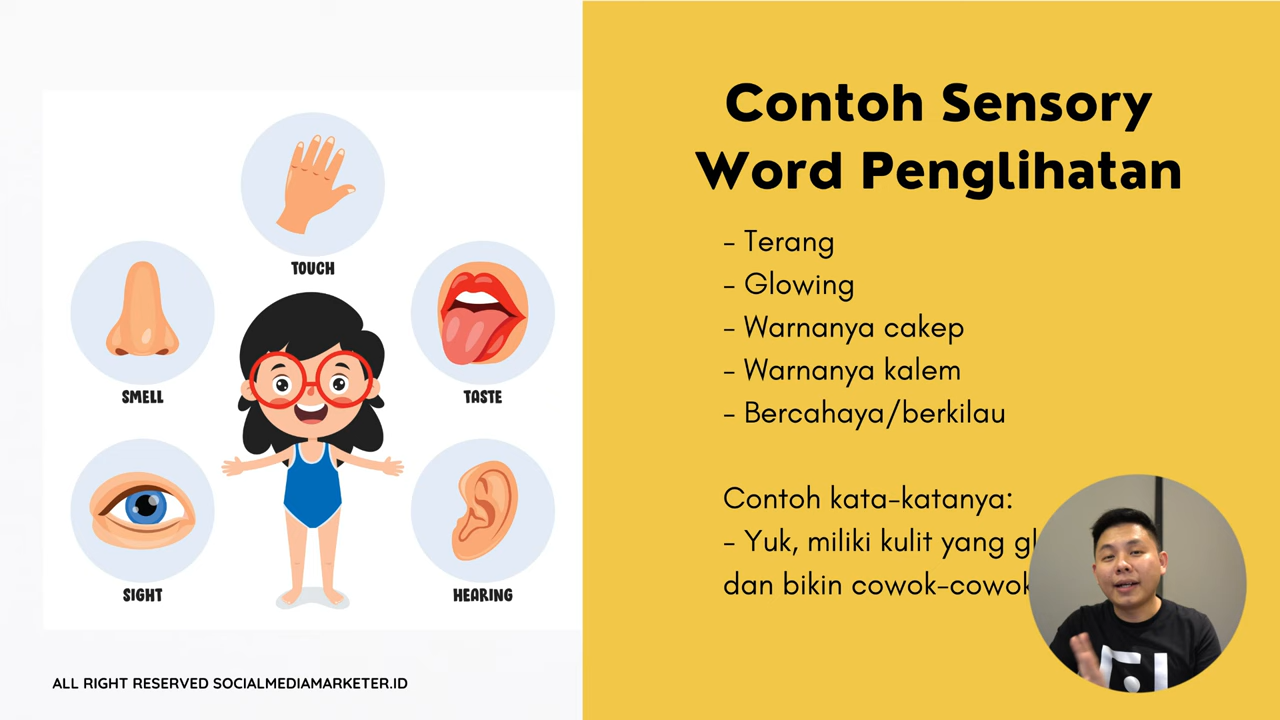 TOUCH
SMELL
TASTE
SIGHT
HEARING
ALL RIGHT RESERVED SOCIALMEDIAMARKETER.ID
Contoh Sensory
Word Penglihatan
- Terang
- Glowing
- Warnanya cakep
- Warnanya kalem
- Bercahaya/berkilau
Contoh kata-katanya:
- Yuk, miliki kulit yang
dan bikin cowok-cowok